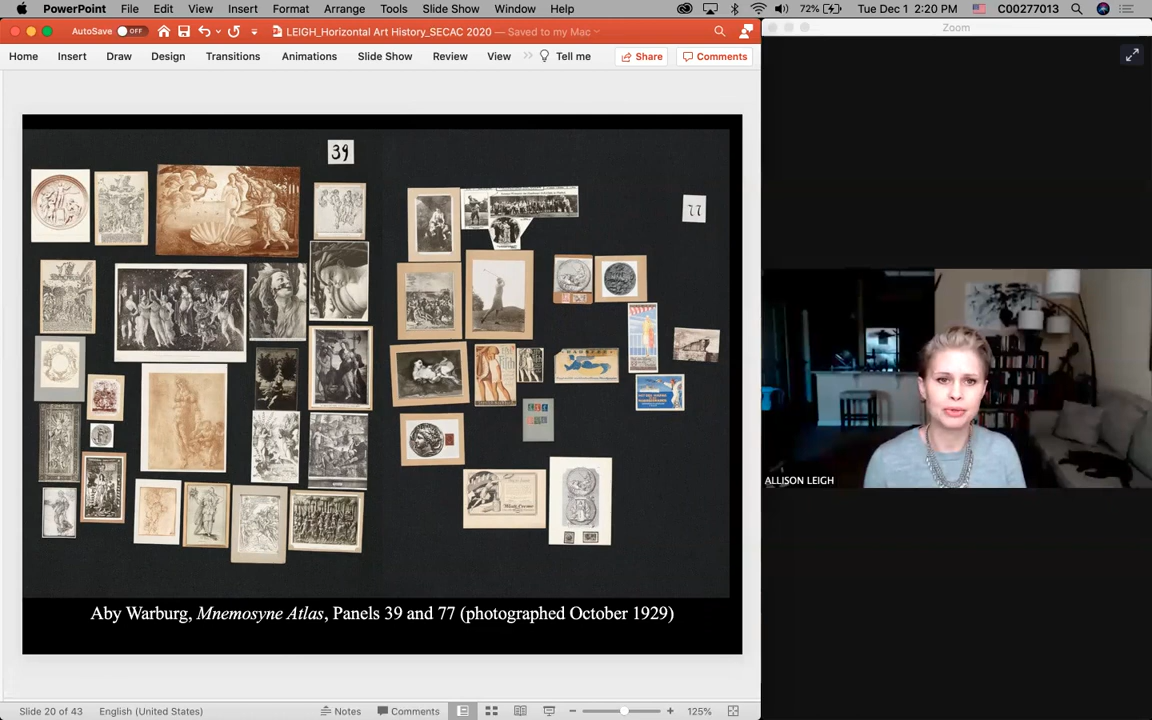 PowerPoint File Edit View Insert Format Arrange Tools Slide Show Window Help 72% Tue Dec 1 2:20 PM C00277013
AutoSave OFF LEIGH_Horizontal Art History_SECAC 2020 — Saved to my Mac
Zoom
Home Insert Draw Design Transitions Animations Slide Show Review View Tell me Share Comments
39
77
ALLISON LEIGH
Aby Warburg, Mnemosyne Atlas, Panels 39 and 77 (photographed October 1929)
Slide 20 of 43 English (United States) Notes Comments 125%